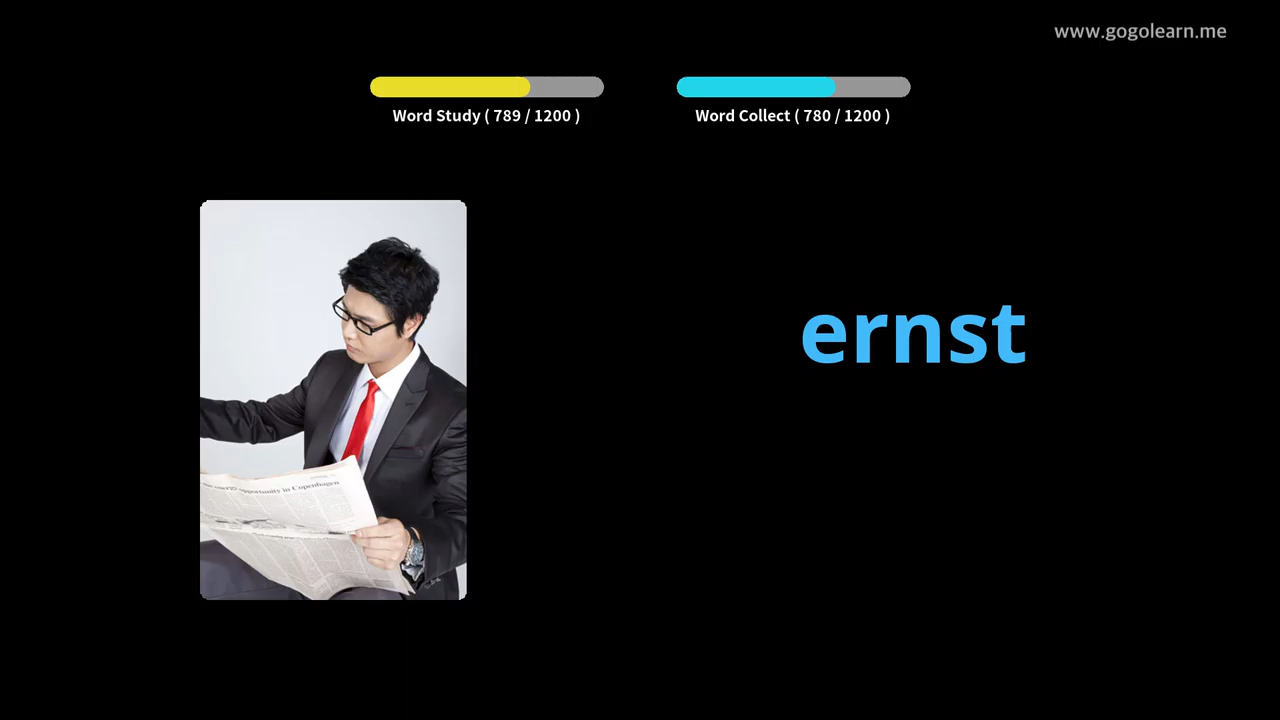 www.gogolearn.me
Word Study ( 789 / 1200 )
Word Collect ( 780 / 1200 )
ernst
opportunity in Copenhagen